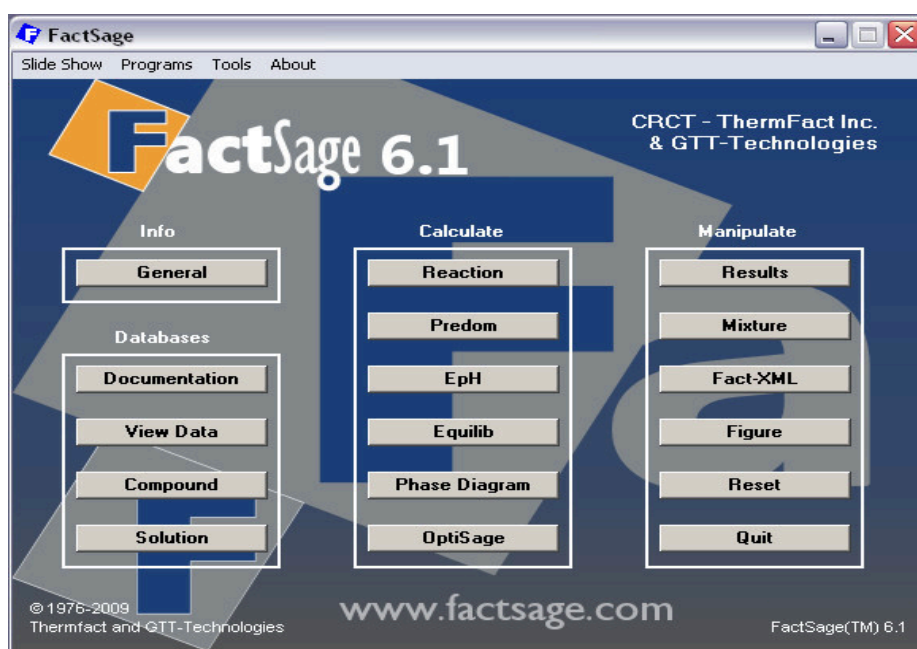 FactSage
Slide Show Programs Tools About
FactSage 6.1
CRCT - ThermFact Inc.
& GTT-Technologies
Info
General
Databases
Documentation
View Data
Compound
Solution
Calculate
Reaction
Predom
EpH
Equilib
Phase Diagram
OptiSage
Manipulate
Results
Mixture
Fact-XML
Figure
Reset
Quit
© 1976-2009
Thermfact and GTT-Technologies
www.factsage.com
FactSage(TM) 6.1